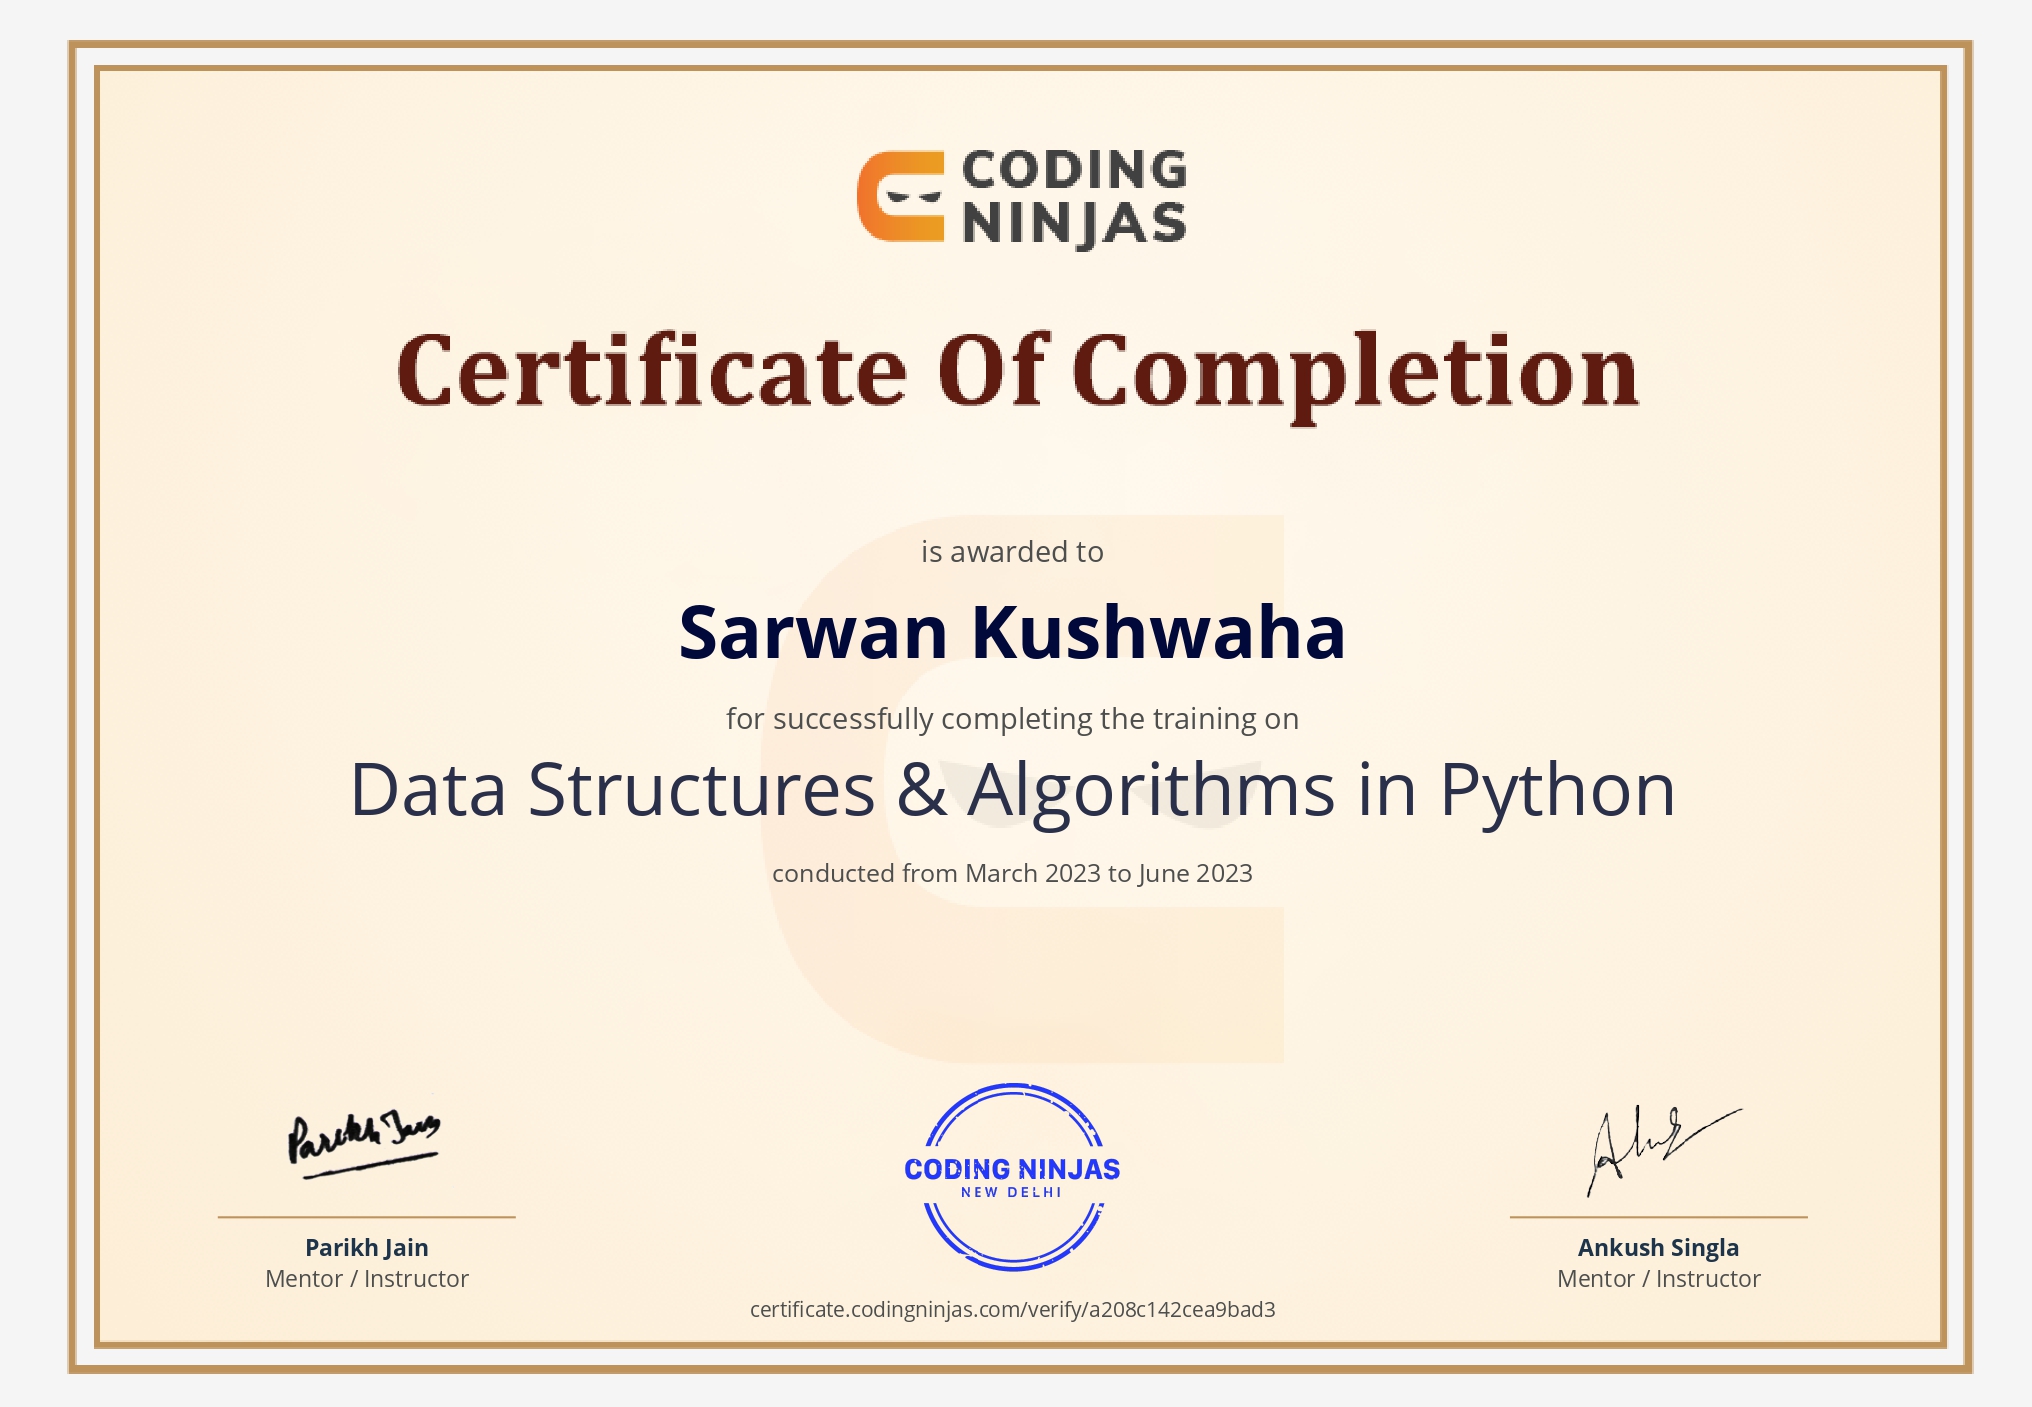 CODING
NINJAS
Certificate Of Completion
is awarded to
Sarwan Kushwaha
for successfully completing the training on
Data Structures & Algorithms in Python
conducted from March 2023 to June 2023
Parikh Jain
CODING NINJAS
NEW DELHI
Parikh Jain
Mentor / Instructor
Ankush Singla
Mentor / Instructor
certificate.codingninjas.com/verify/a208c142cea9bad3